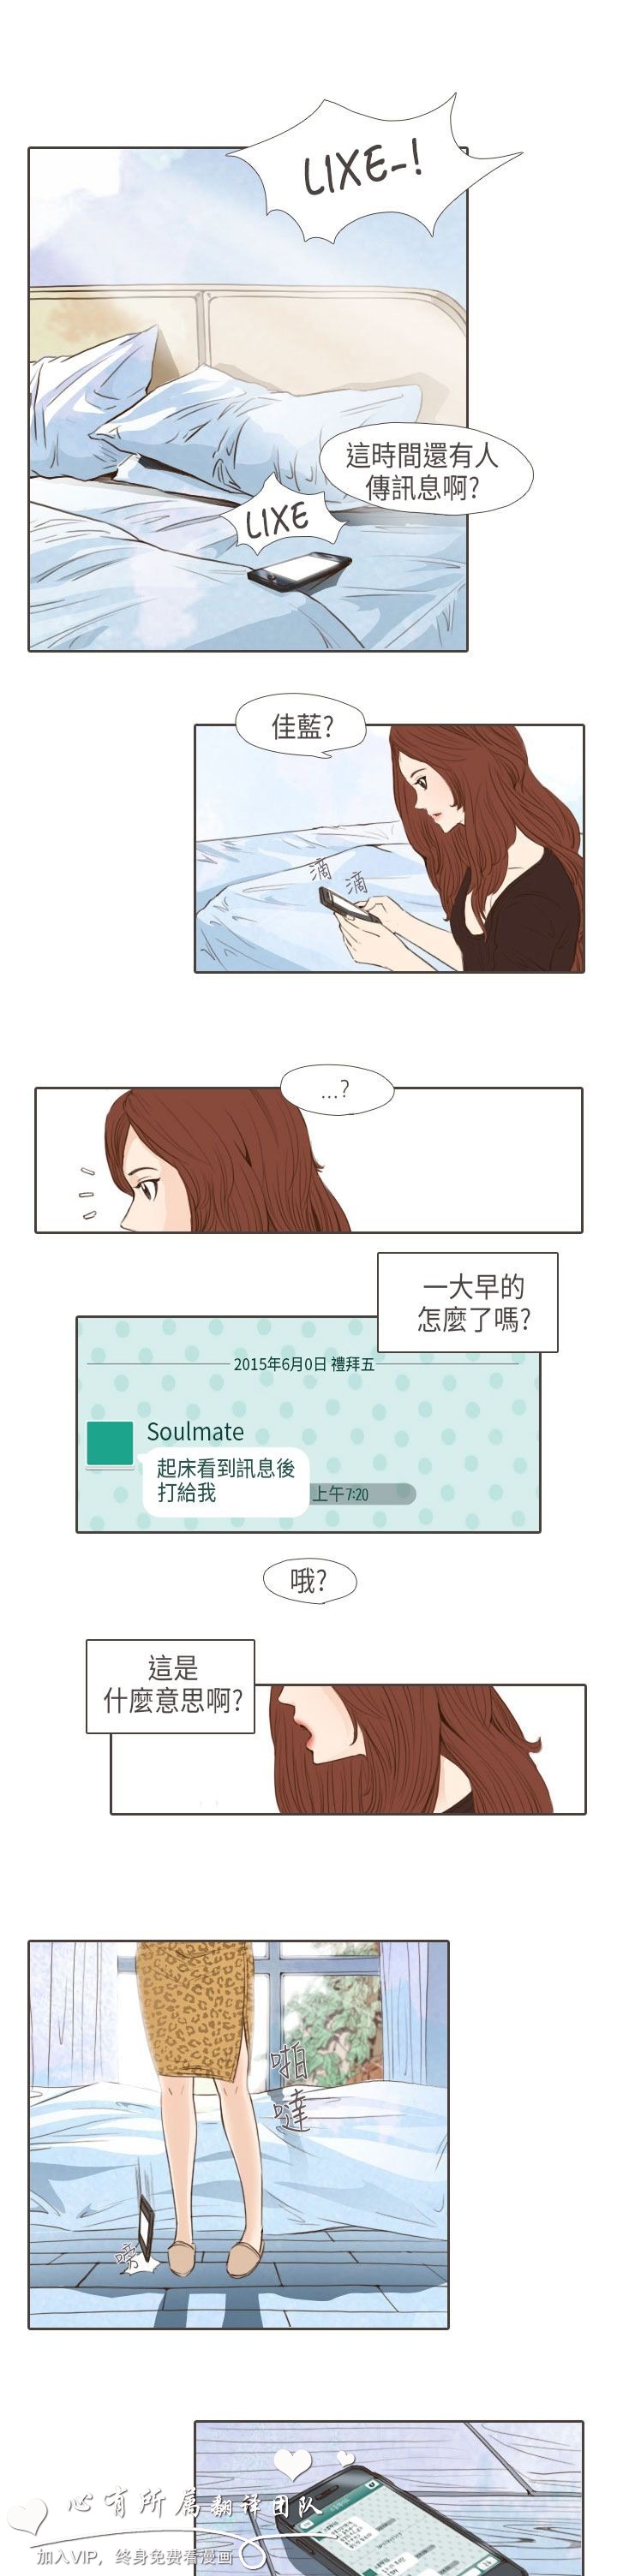 LIXE-!
這時間還有人
傳訊息啊?
LIXE
佳藍?
滴
滴
...?
一大早的
怎麼了嗎?
2015年6月0日 禮拜五
Soulmate
起床看到訊息後
打給我
上午7:20
哦?
這是
什麼意思啊?
啪
噠
嗙
心有所属翻译团队
加入VIP，终身免费看漫画